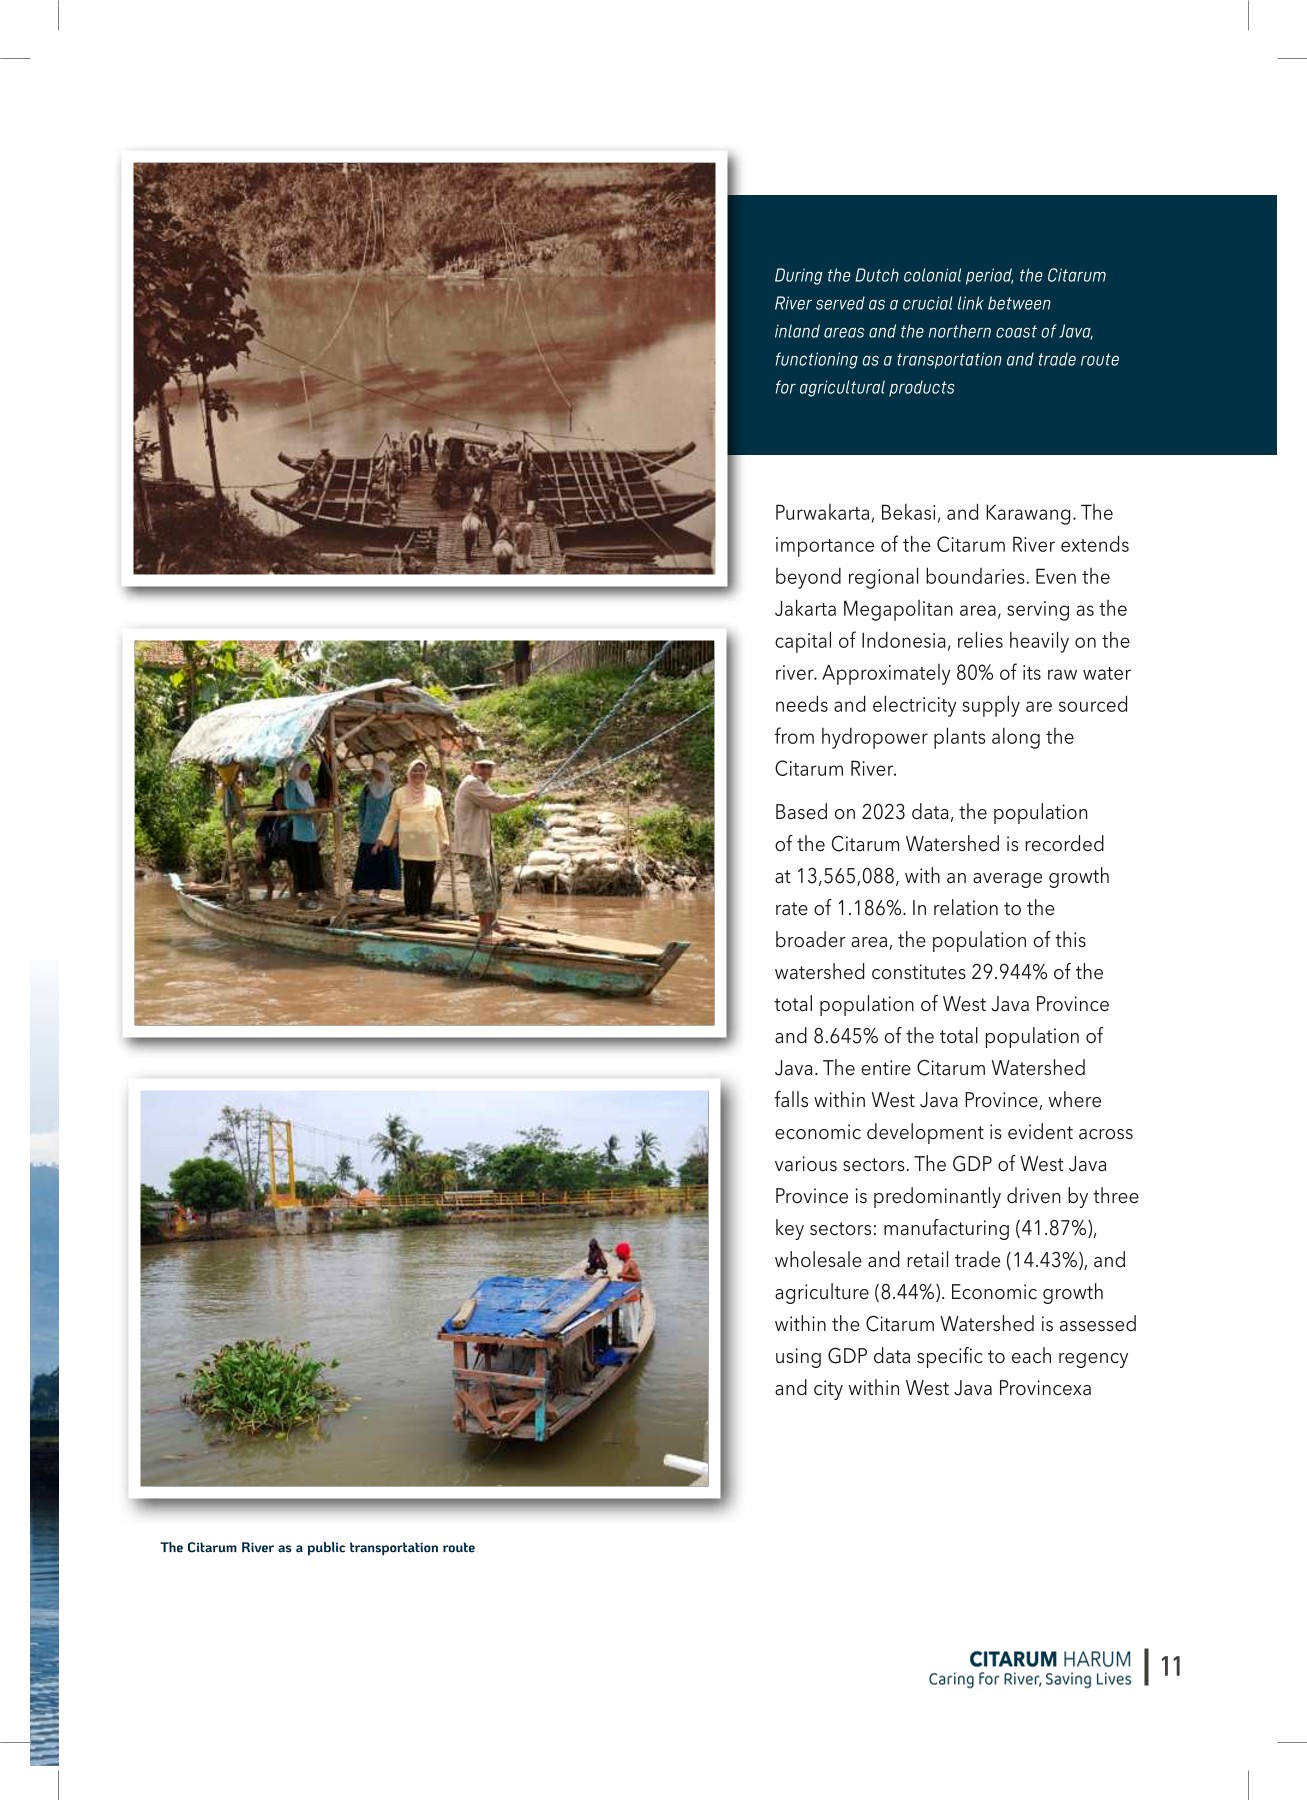 During the Dutch colonial period, the Citarum
River served as a crucial link between
inland areas and the northern coast of Java,
functioning as a transportation and trade route
for agricultural products
Purwakarta, Bekasi, and Karawang. The
importance of the Citarum River extends
beyond regional boundaries. Even the
Jakarta Megapolitan area, serving as the
capital of Indonesia, relies heavily on the
river. Approximately 80% of its raw water
needs and electricity supply are sourced
from hydropower plants along the
Citarum River.
Based on 2023 data, the population
of the Citarum Watershed is recorded
at 13,565,088, with an average growth
rate of 1.186%. In relation to the
broader area, the population of this
watershed constitutes 29.944% of the
total population of West Java Province
and 8.645% of the total population of
Java. The entire Citarum Watershed
falls within West Java Province, where
economic development is evident across
various sectors. The GDP of West Java
Province is predominantly driven by three
key sectors: manufacturing (41.87%),
wholesale and retail trade (14.43%), and
agriculture (8.44%). Economic growth
within the Citarum Watershed is assessed
using GDP data specific to each regency
and city within West Java Provincexa
The Citarum River as a public transportation route
CITARUM HARUM
Caring for River, Saving Lives
11